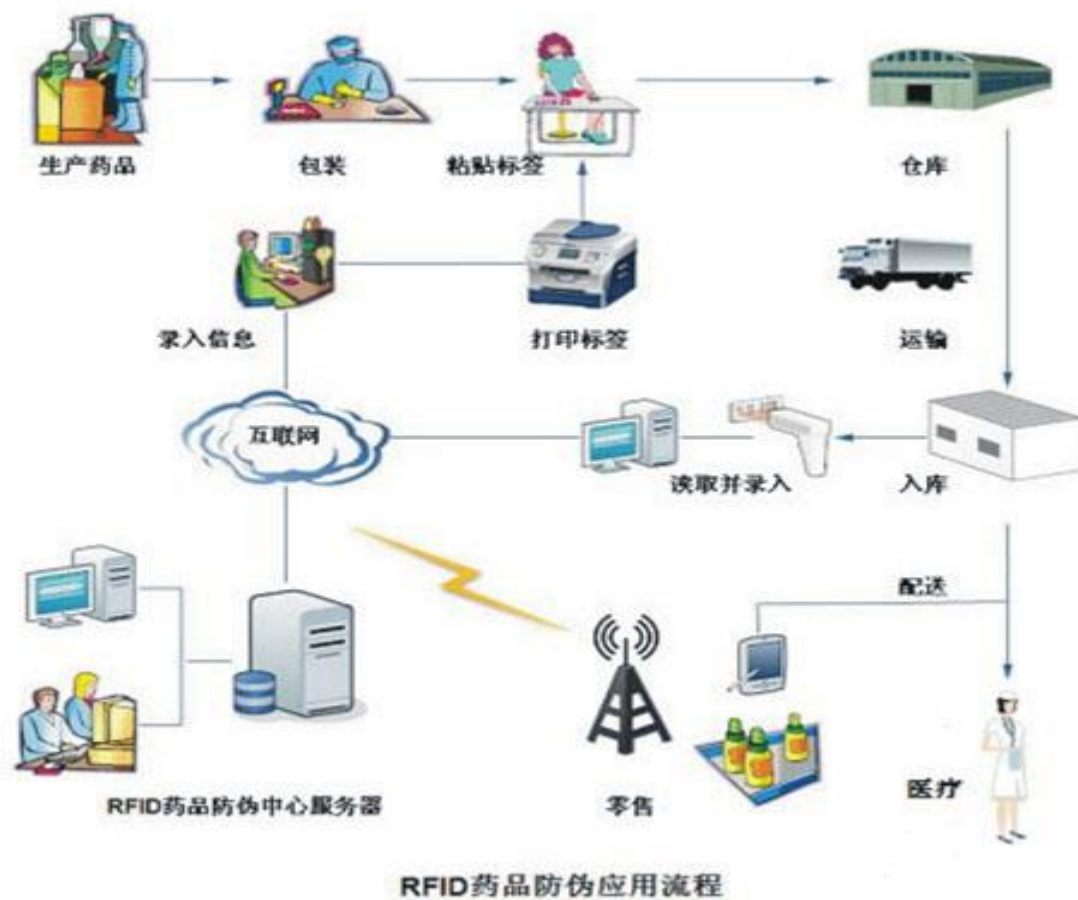 生产药品
包装
粘贴标签
仓库
录入信息
打印标签
运输
互联网
读取并录入
入库
配送
RFID药品防伪中心服务器
零售
医疗
RFID药品防伪应用流程